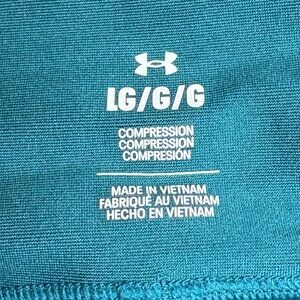 LG/G/G
COMPRESSION
COMPRESSION
COMPRESIÓN
MADE IN VIETNAM
FABRIQUÉ AU VIETNAM
HECHO EN VIETNAM